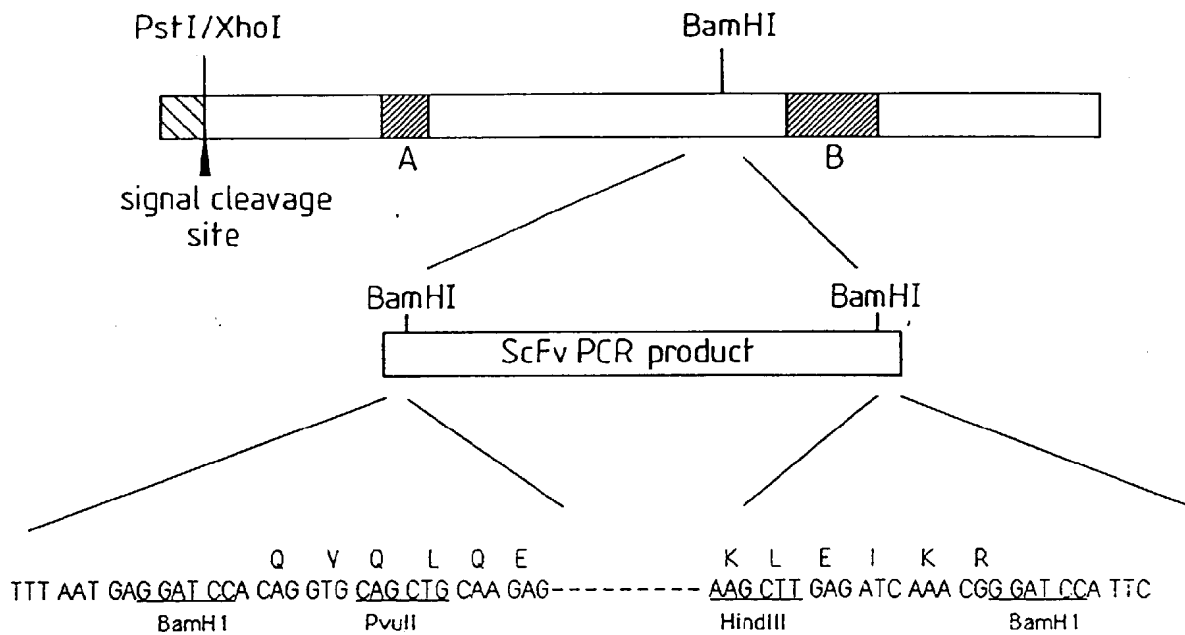 PstI/XhoI BamHI
A B
signal cleavage
site
BamHI BamHI
ScFv PCR product
Q V Q L Q E K L E I K R
TTT AAT GAG GAT CCA CAG GTG CAG CTG CAA GAG---------- AAG CTT GAG ATC AAA CGG GAT CCA TTC
BamH1 PvuII HindIII BamH1